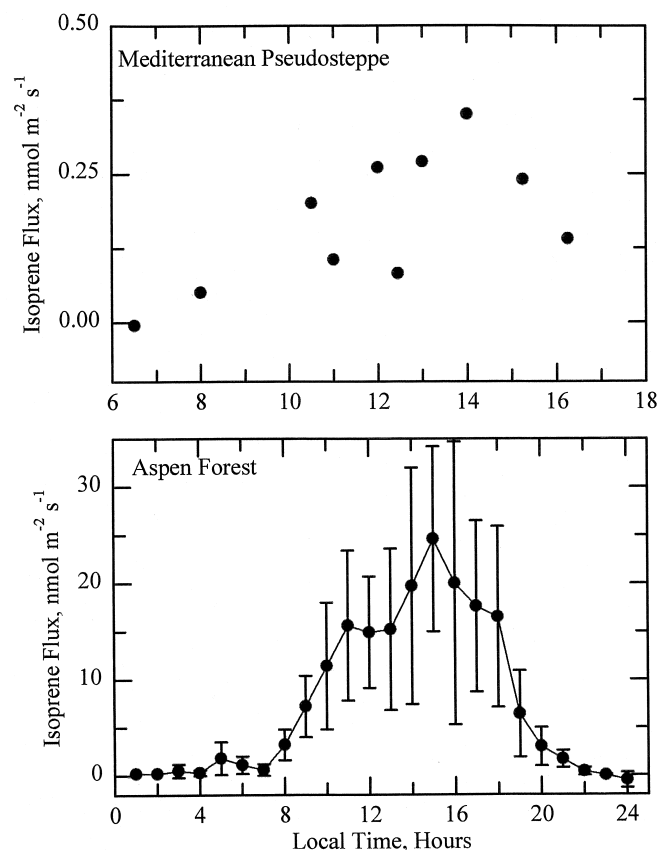 0.50
Mediterranean Pseudosteppe
0.25
0.00
Isoprene Flux, nmol m⁻² s⁻¹
6 8 10 12 14 16 18
Aspen Forest
30
20
10
0
Isoprene Flux, nmol m⁻² s⁻¹
0 4 8 12 16 20 24
Local Time, Hours